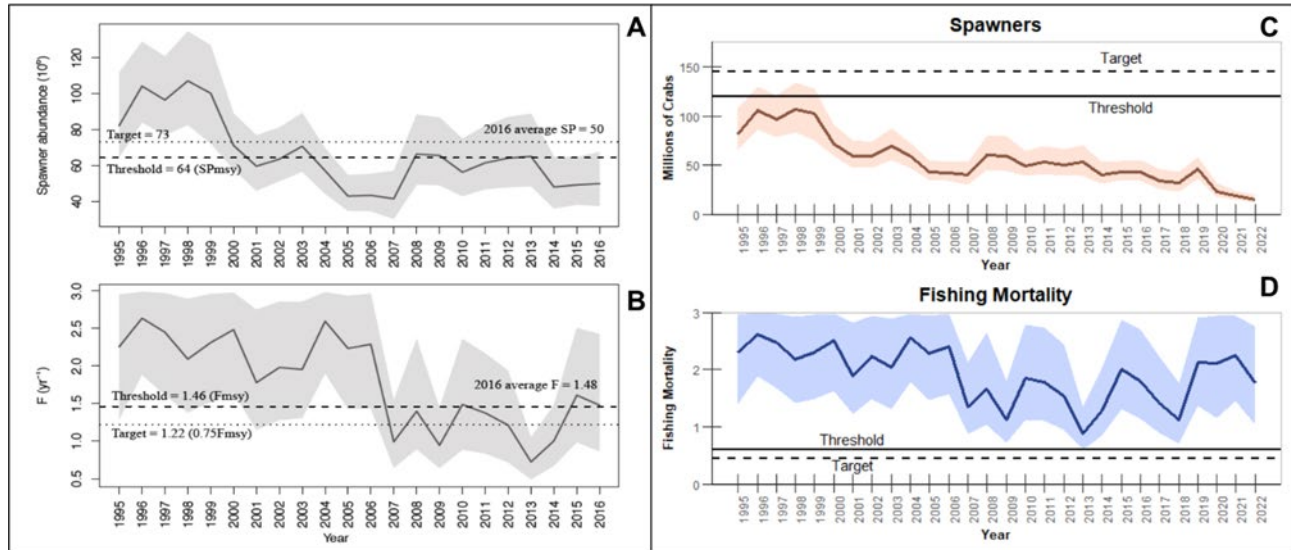 A
Spawner abundance (10⁶)
120
100
80
60
40
Target = 73
2016 average SP = 50
Threshold = 64 (SPmsy)
1995 1996 1997 1998 1999 2000 2001 2002 2003 2004 2005 2006 2007 2008 2009 2010 2011 2012 2013 2014 2015 2016
B
F (yr⁻¹)
3.0
2.5
2.0
1.5
1.0
0.5
Threshold = 1.46 (Fmsy)
2016 average F = 1.48
Target = 1.22 (0.75Fmsy)
1995 1996 1997 1998 1999 2000 2001 2002 2003 2004 2005 2006 2007 2008 2009 2010 2011 2012 2013 2014 2015 2016
Year
Spawners
C
Millions of Crabs
150
100
50
0
Target
Threshold
1995 1996 1997 1998 1999 2000 2001 2002 2003 2004 2005 2006 2007 2008 2009 2010 2011 2012 2013 2014 2015 2016 2017 2018 2019 2020 2021 2022
Year
Fishing Mortality
D
Fishing Mortality
3
2
1
0
Threshold
Target
1995 1996 1997 1998 1999 2000 2001 2002 2003 2004 2005 2006 2007 2008 2009 2010 2011 2012 2013 2014 2015 2016 2017 2018 2019 2020 2021 2022
Year